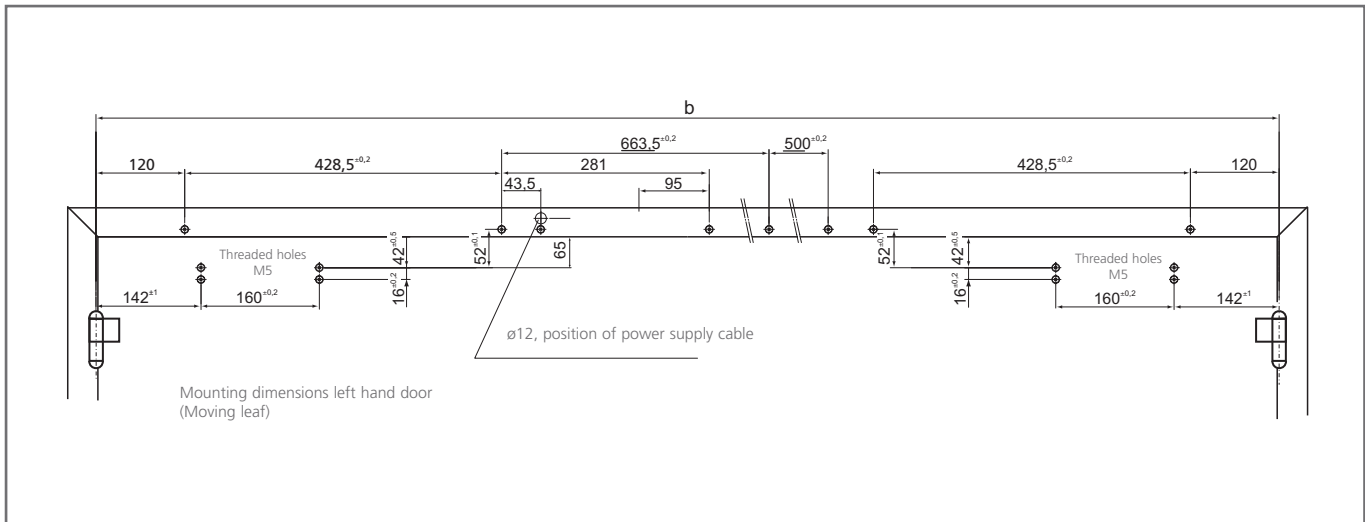 b
663,5±0,2
500±0,2
120
428,5±0,2
281
428,5±0,2
120
43,5
95
Threaded holes
M5
42±0,5
52±0,1
65
52±0,1
42±0,5
Threaded holes
M5
142±1
160±0,2
16±0,2
16±0,2
160±0,2
142±1
ø12, position of power supply cable
Mounting dimensions left hand door
(Moving leaf)